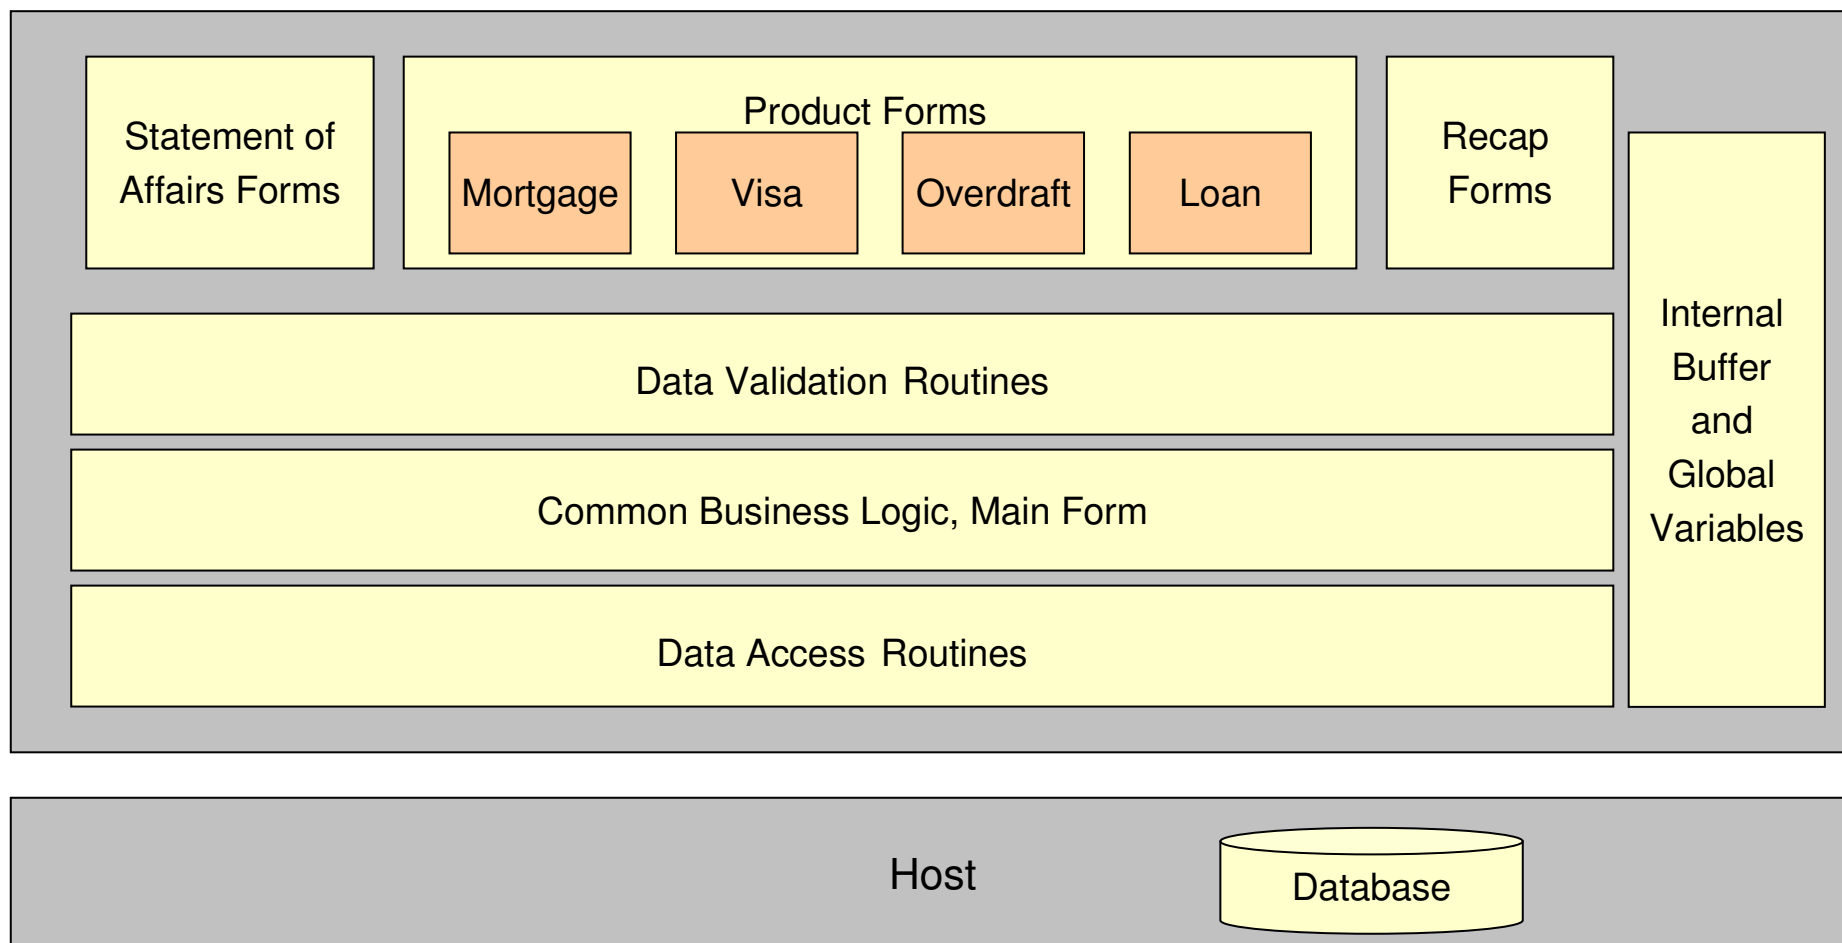 Statement of
Affairs Forms
Product Forms
Mortgage
Visa
Overdraft
Loan
Recap
Forms
Internal
Buffer
and
Global
Variables
Data Validation Routines
Common Business Logic, Main Form
Data Access Routines
Host
Database